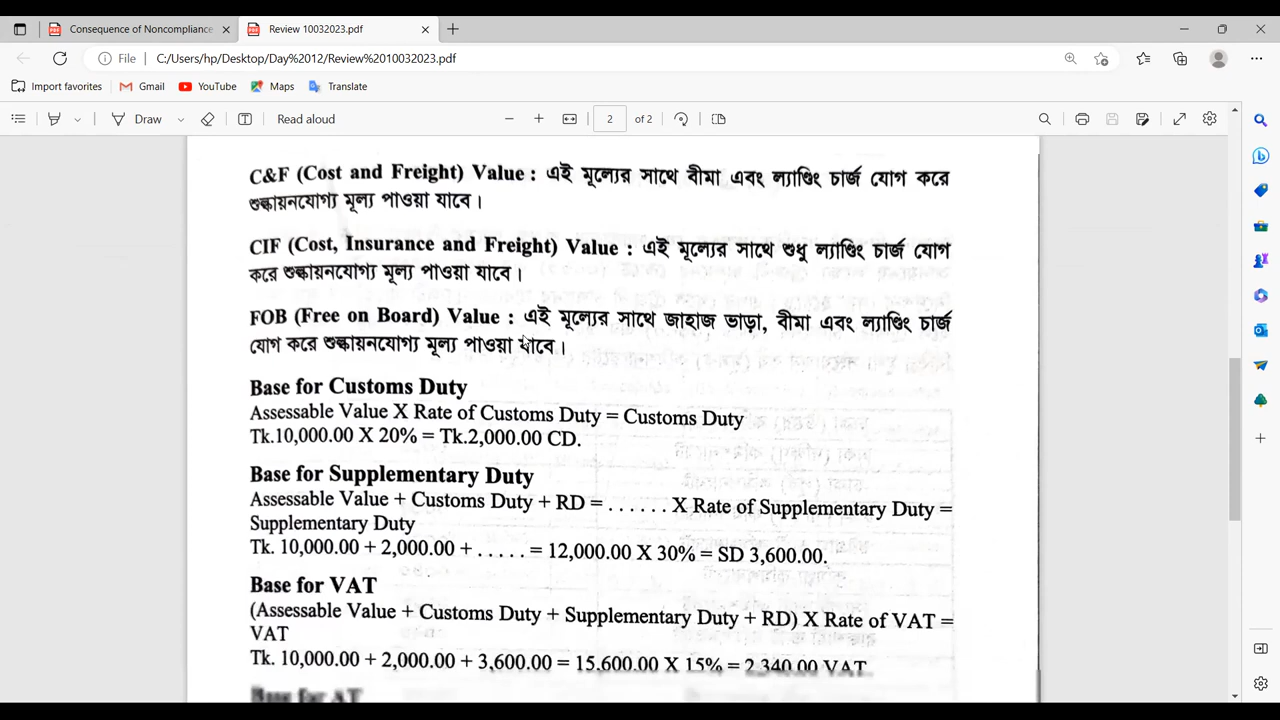 Consequence of Noncompliance
Review 10032023.pdf
File
C:/Users/hp/Desktop/Day%2012/Review%2010032023.pdf
Import favorites
Gmail
YouTube
Maps
Translate
Draw
Read aloud
2
of 2
C&F (Cost and Freight) Value : এই মূল্যের সাথে বীমা এবং ল্যাণ্ডিং চার্জ যোগ করে
শুল্কায়নযোগ্য মূল্য পাওয়া যাবে।
CIF (Cost, Insurance and Freight) Value : এই মূল্যের সাথে শুধু ল্যাণ্ডিং চার্জ যোগ
করে শুল্কায়নযোগ্য মূল্য পাওয়া যাবে।
FOB (Free on Board) Value : এই মূল্যের সাথে জাহাজ ভাড়া, বীমা এবং ল্যাণ্ডিং চার্জ
যোগ করে শুল্কায়নযোগ্য মূল্য পাওয়া যাবে।
Base for Customs Duty
Assessable Value X Rate of Customs Duty = Customs Duty
Tk.10,000.00 X 20% = Tk.2,000.00 CD.
Base for Supplementary Duty
Assessable Value + Customs Duty + RD = . . . . . . X Rate of Supplementary Duty =
Supplementary Duty
Tk. 10,000.00 + 2,000.00 + . . . . . = 12,000.00 X 30% = SD 3,600.00.
Base for VAT
(Assessable Value + Customs Duty + Supplementary Duty + RD) X Rate of VAT =
VAT
Tk. 10,000.00 + 2,000.00 + 3,600.00 = 15,600.00 X 15% = 2,340.00 VAT
Base for AT